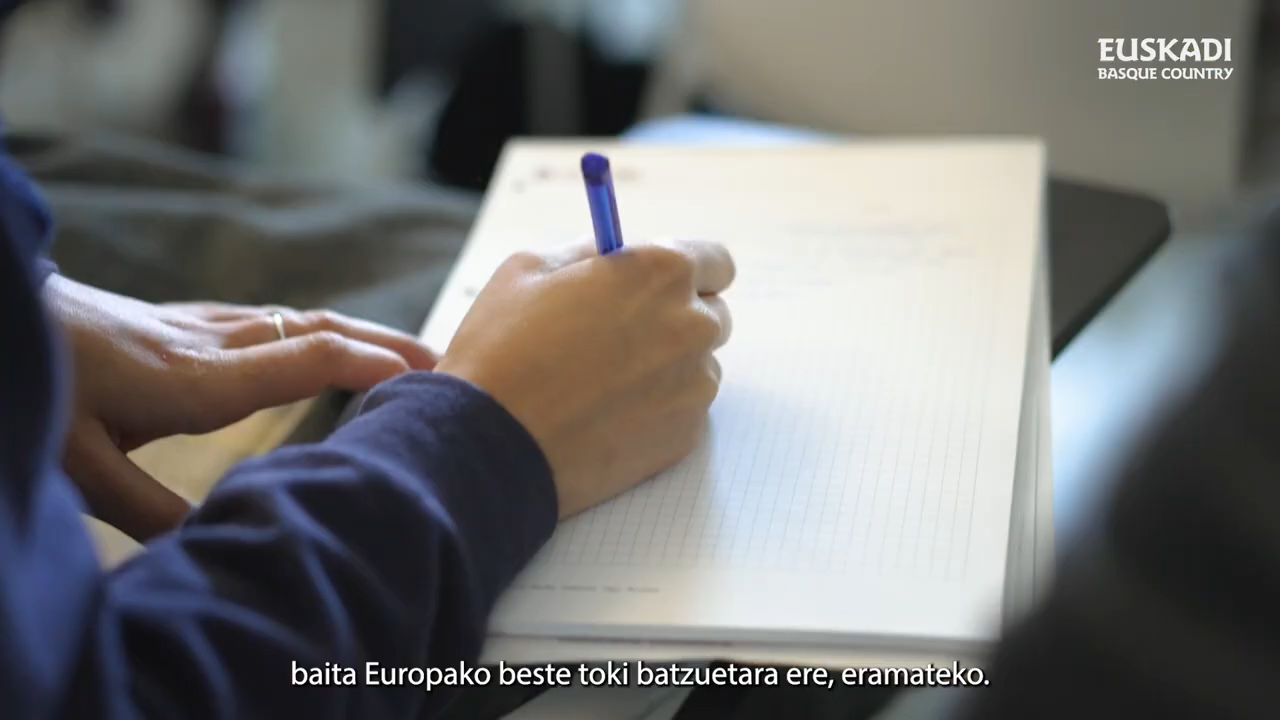 EUSKADI
BASQUE COUNTRY
baita Europako beste toki batzuetara ere, eramateko.